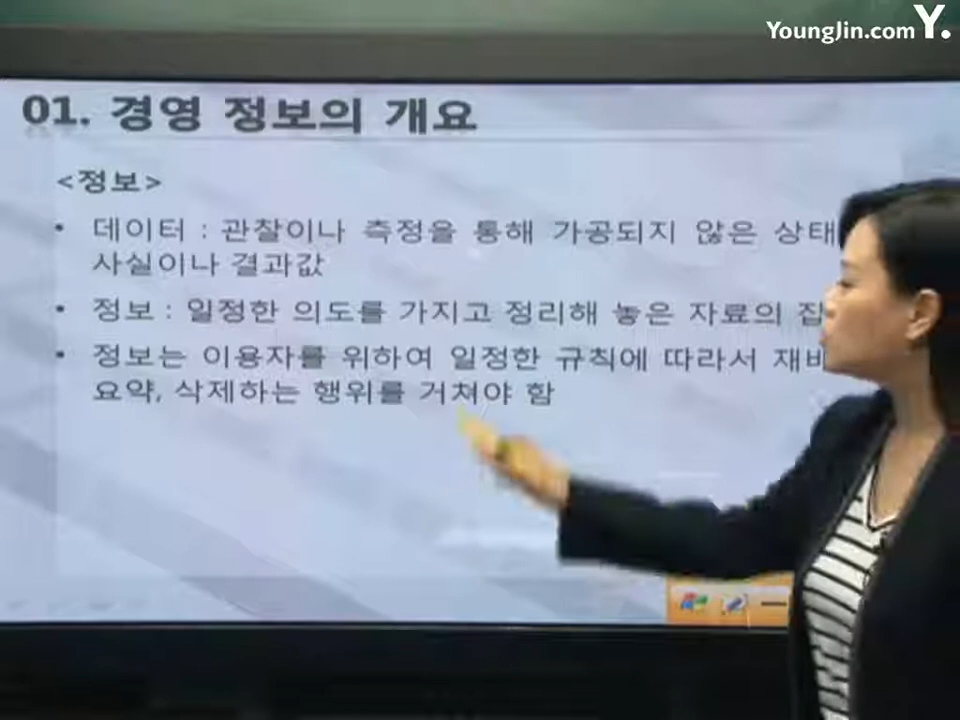 YoungJin.com Y.
01. 경영 정보의 개요
<정보>
• 데이터 : 관찰이나 측정을 통해 가공되지 않은 상태
사실이나 결과값
• 정보 : 일정한 의도를 가지고 정리해 놓은 자료의
• 정보는 이용자를 위하여 일정한 규칙에 따라서
요약, 삭제하는 행위를 거쳐야 함